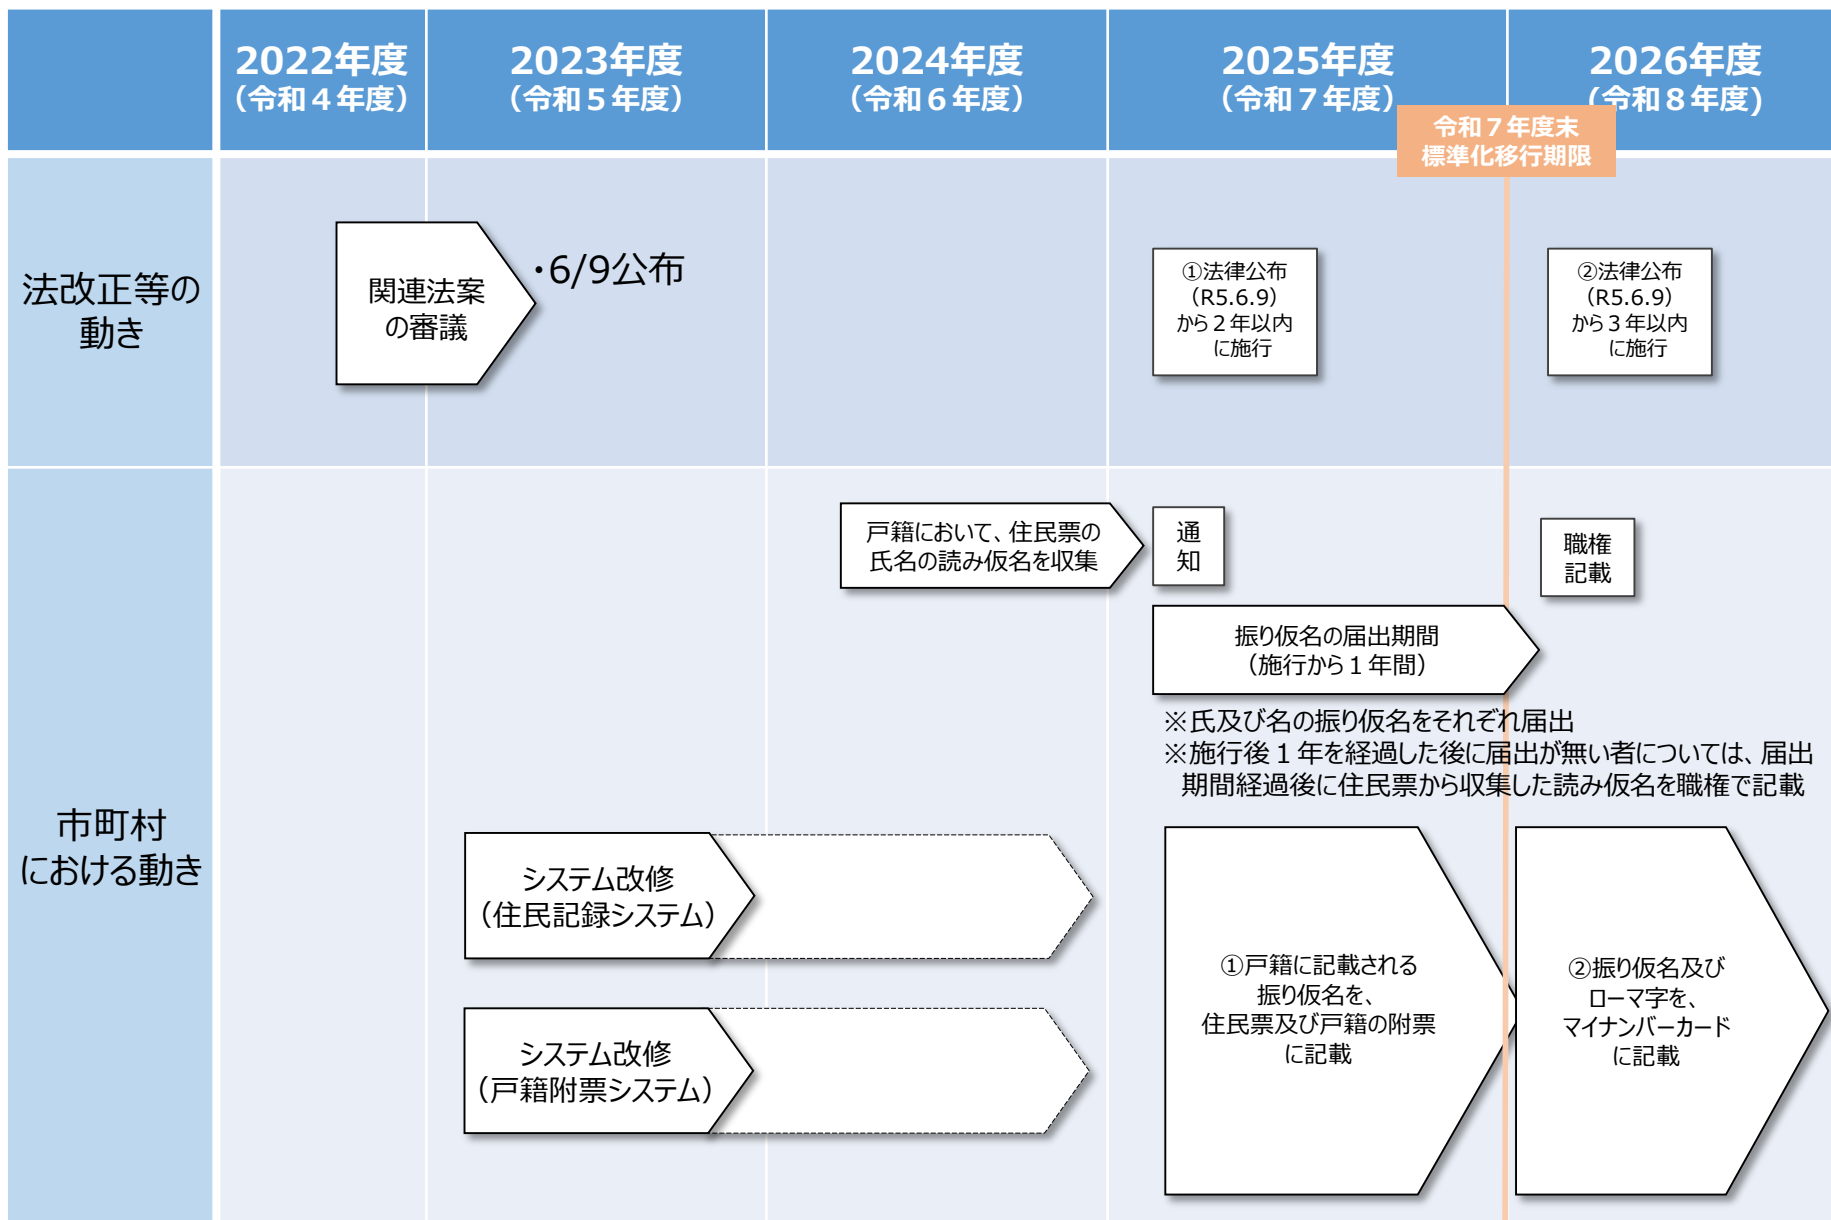 2022年度
（令和４年度）
2023年度
（令和５年度）
2024年度
（令和６年度）
2025年度
（令和７年度）
2026年度
(令和８年度)
令和７年度末
標準化移行期限
法改正等の
動き
関連法案
の審議
・6/9公布
①法律公布
（R5.6.9）
から２年以内
に施行
②法律公布
（R5.6.9）
から３年以内
に施行
市町村
における動き
戸籍において、住民票の
氏名の読み仮名を収集
通
知
職権
記載
振り仮名の届出期間
（施行から１年間）
※氏及び名の振り仮名をそれぞれ届出
※施行後１年を経過した後に届出が無い者については、届出
期間経過後に住民票から収集した読み仮名を職権で記載
システム改修
（住民記録システム）
システム改修
（戸籍附票システム）
①戸籍に記載される
振り仮名を、
住民票及び戸籍の附票
に記載
②振り仮名及び
ローマ字を、
マイナンバーカード
に記載